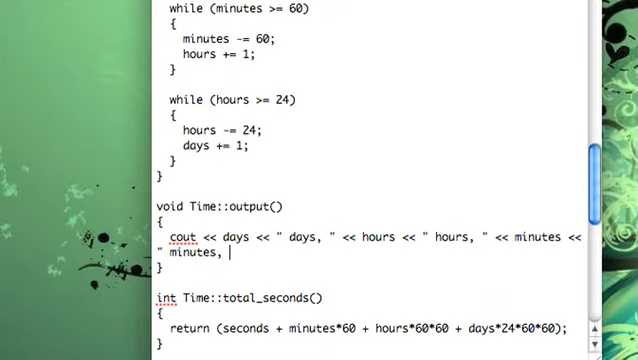 while (minutes >= 60)
{
minutes -= 60;
hours += 1;
}
while (hours >= 24)
{
hours -= 24;
days += 1;
}
}
void Time::output()
{
cout << days << " days, " << hours << " hours, " << minutes <<
" minutes,
}
int Time::total_seconds()
{
return (seconds + minutes*60 + hours*60*60 + days*24*60*60);
}